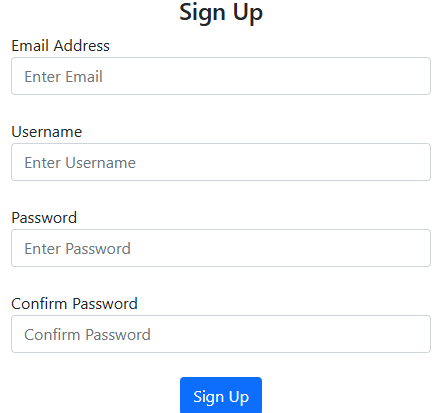 Sign Up
Email Address
Enter Email
Username
Enter Username
Password
Enter Password
Confirm Password
Confirm Password
Sign Up